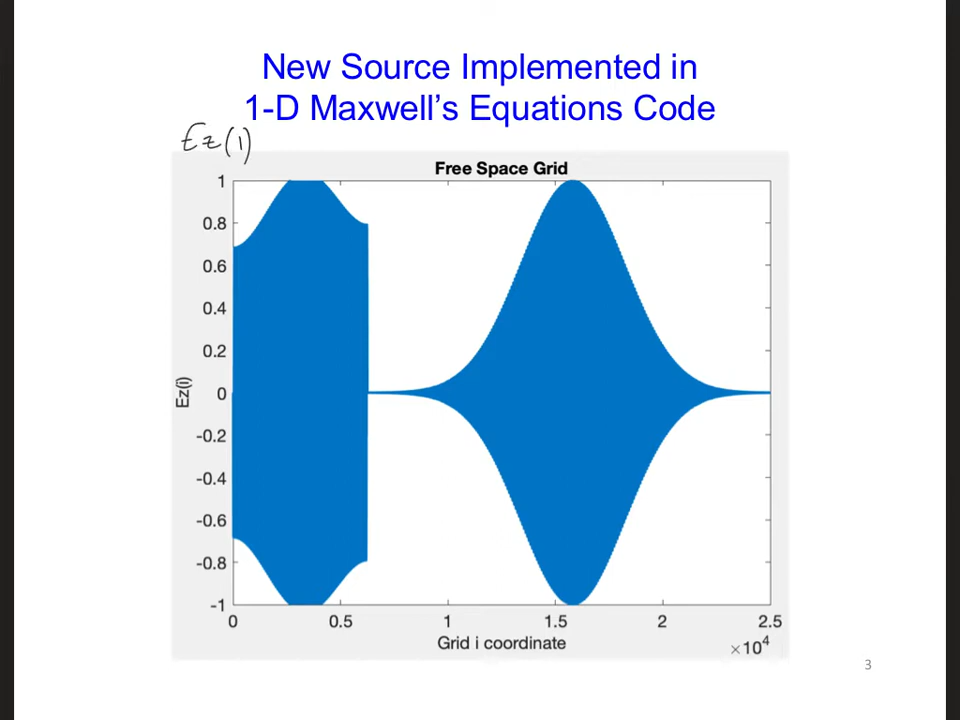 New Source Implemented in
1-D Maxwell’s Equations Code
Ez(i)
Free Space Grid
1
0.8
0.6
0.4
0.2
0
-0.2
-0.4
-0.6
-0.8
-1
Ez(i)
0 0.5 1 1.5 2 2.5
Grid i coordinate
×10⁴
3